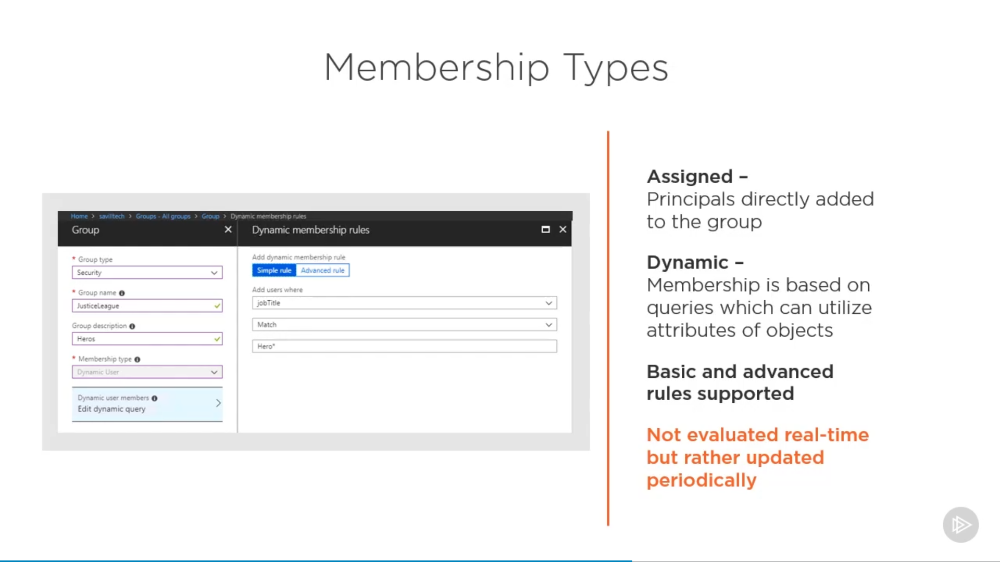 Membership Types
Home > savilltech > Groups - All groups > Group > Dynamic membership rules
Group
* Group type
Security
* Group name
JusticeLeague
Group description
Heros
* Membership type
Dynamic User
Dynamic user members
Edit dynamic query
Dynamic membership rules
Add dynamic membership rule
Simple rule Advanced rule
Add users where
jobTitle
Match
Hero*
Assigned –
Principals directly added
to the group
Dynamic –
Membership is based on
queries which can utilize
attributes of objects
Basic and advanced
rules supported
Not evaluated real-time
but rather updated
periodically